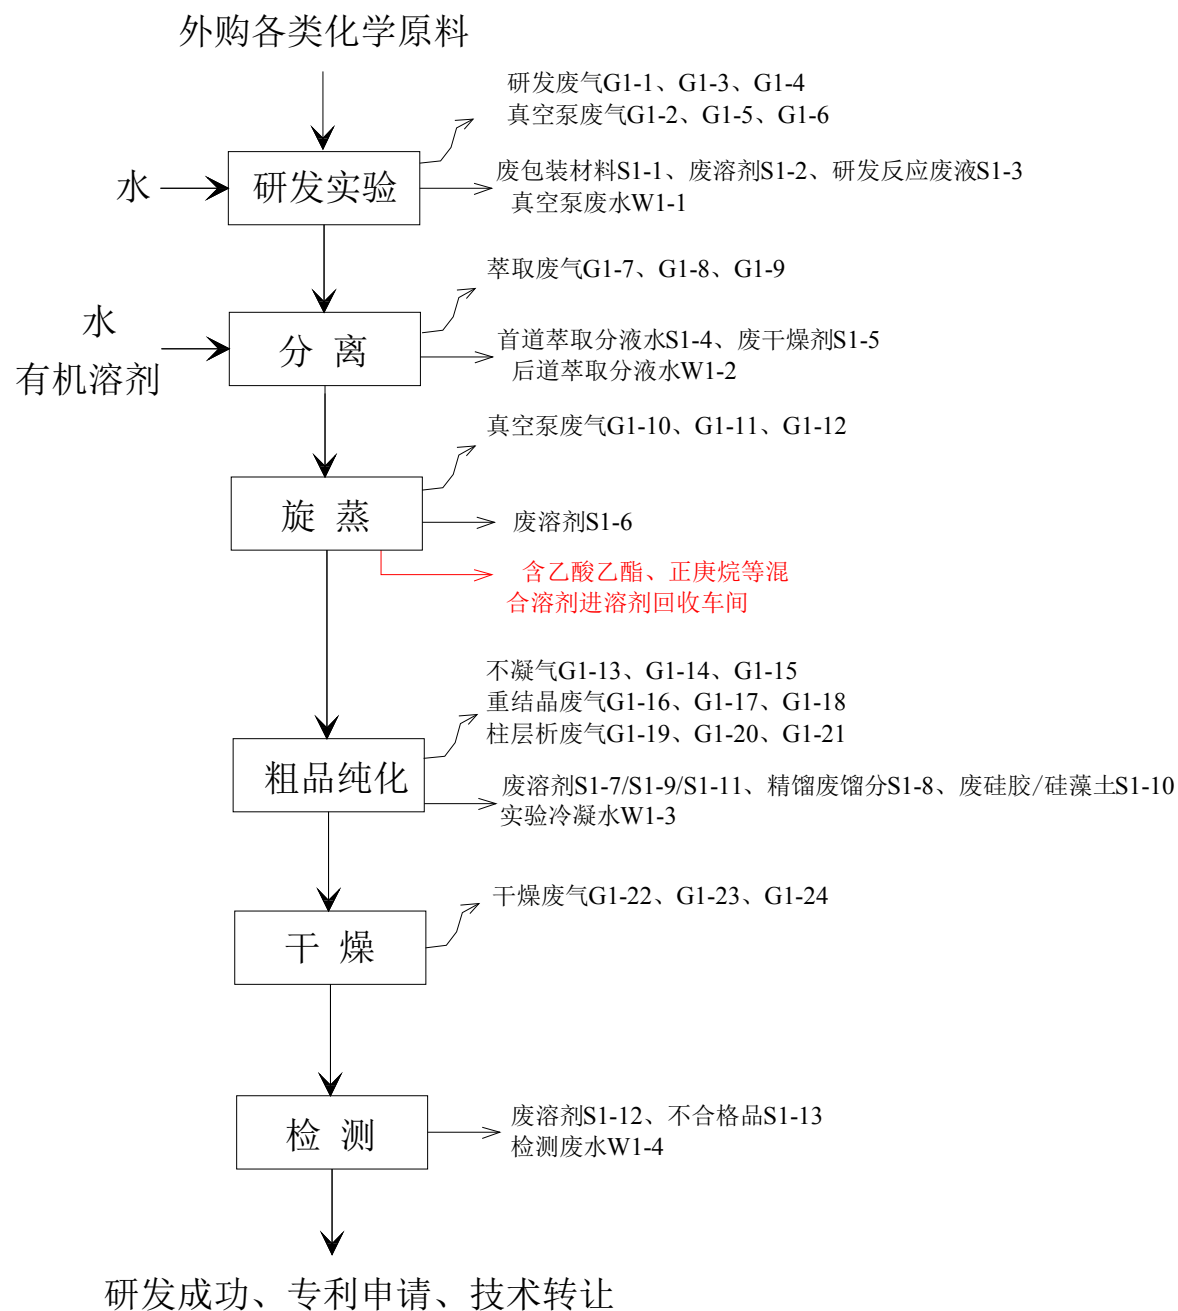 外购各类化学原料
研发废气G1-1、G1-3、G1-4
真空泵废气G1-2、G1-5、G1-6
水
研发实验
废包装材料S1-1、废溶剂S1-2、研发反应废液S1-3
真空泵废水W1-1
萃取废气G1-7、G1-8、G1-9
水
有机溶剂
分 离
首道萃取分液水S1-4、废干燥剂S1-5
后道萃取分液水W1-2
真空泵废气G1-10、G1-11、G1-12
旋 蒸
废溶剂S1-6
含乙酸乙酯、正庚烷等混
合溶剂进溶剂回收车间
不凝气G1-13、G1-14、G1-15
重结晶废气G1-16、G1-17、G1-18
柱层析废气G1-19、G1-20、G1-21
粗品纯化
废溶剂S1-7/S1-9/S1-11、精馏废馏分S1-8、废硅胶/硅藻土S1-10
实验冷凝水W1-3
干燥废气G1-22、G1-23、G1-24
干 燥
检 测
废溶剂S1-12、不合格品S1-13
检测废水W1-4
研发成功、专利申请、技术转让